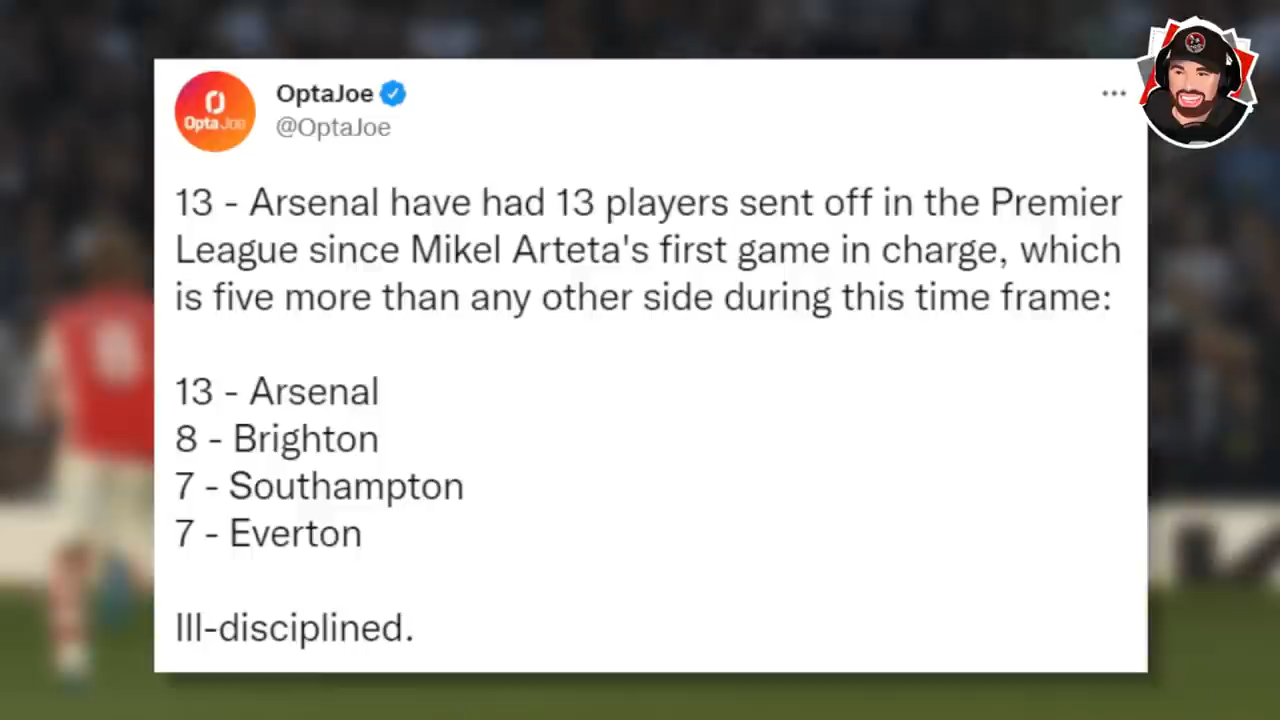 OptaJoe
@OptaJoe
Opta Joe
13 - Arsenal have had 13 players sent off in the Premier
League since Mikel Arteta's first game in charge, which
is five more than any other side during this time frame:
13 - Arsenal
8 - Brighton
7 - Southampton
7 - Everton
Ill-disciplined.